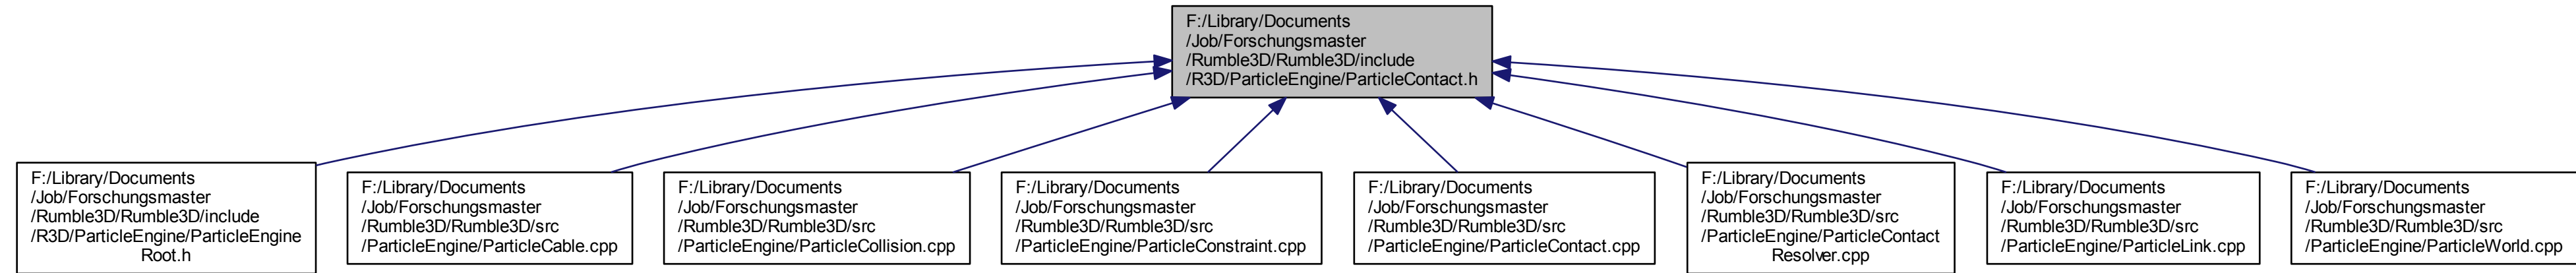 F:/Library/Documents
/Job/Forschungsmaster
/Rumble3D/Rumble3D/include
/R3D/ParticleEngine/ParticleContact.h
F:/Library/Documents
/Job/Forschungsmaster
/Rumble3D/Rumble3D/include
/R3D/ParticleEngine/ParticleEngine
Root.h
F:/Library/Documents
/Job/Forschungsmaster
/Rumble3D/Rumble3D/src
/ParticleEngine/ParticleCable.cpp
F:/Library/Documents
/Job/Forschungsmaster
/Rumble3D/Rumble3D/src
/ParticleEngine/ParticleCollision.cpp
F:/Library/Documents
/Job/Forschungsmaster
/Rumble3D/Rumble3D/src
/ParticleEngine/ParticleConstraint.cpp
F:/Library/Documents
/Job/Forschungsmaster
/Rumble3D/Rumble3D/src
/ParticleEngine/ParticleContact.cpp
F:/Library/Documents
/Job/Forschungsmaster
/Rumble3D/Rumble3D/src
/ParticleEngine/ParticleContact
Resolver.cpp
F:/Library/Documents
/Job/Forschungsmaster
/Rumble3D/Rumble3D/src
/ParticleEngine/ParticleLink.cpp
F:/Library/Documents
/Job/Forschungsmaster
/Rumble3D/Rumble3D/src
/ParticleEngine/ParticleWorld.cpp